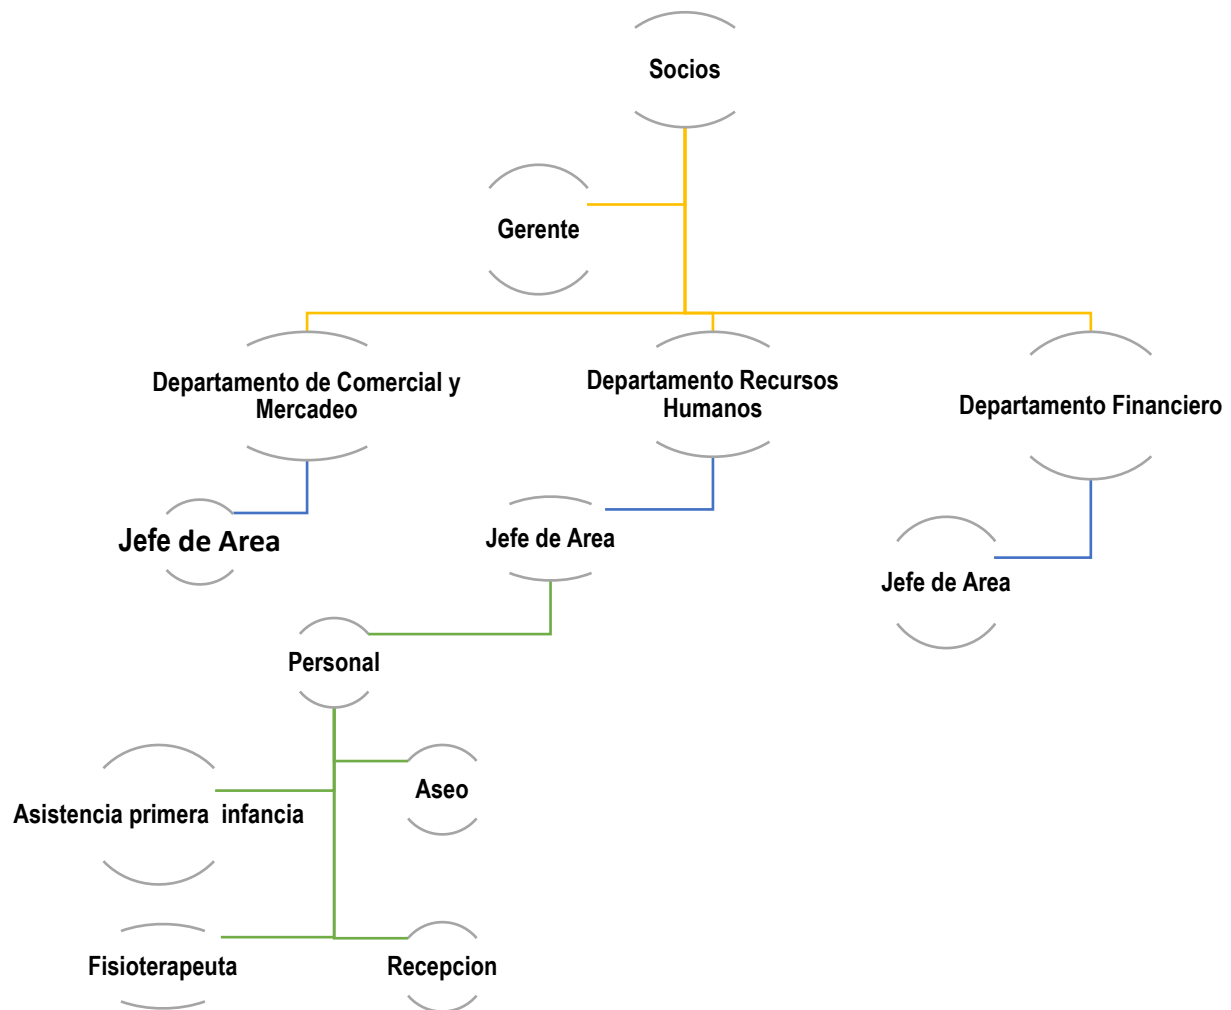 Socios
Gerente
Departamento de Comercial y
Mercadeo
Departamento Recursos
Humanos
Departamento Financiero
Jefe de Area
Jefe de Area
Jefe de Area
Personal
Asistencia primera  infancia
Aseo
Fisioterapeuta
Recepcion